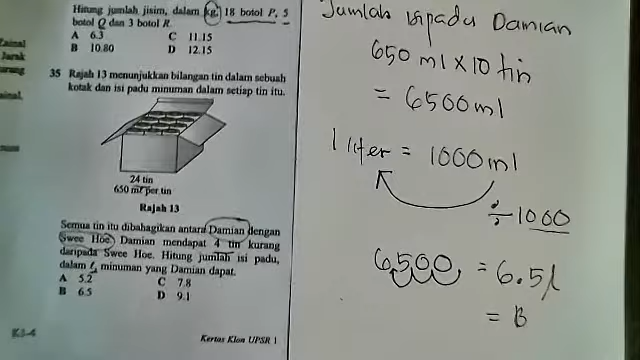 Hitung jumlah jisim, dalam kg, 18 botol P, 5
botol Q dan 3 botol R.
A 6.3 C 11.15
B 10.80 D 12.15
35 Rajah 13 menunjukkan bilangan tin dalam sebuah
kotak dan isi padu minuman dalam setiap tin itu.
24 tin
650 ml per tin
Rajah 13
Semua tin itu dibahagikan antara Damian dengan
Swee Hoe. Damian mendapat 4 tin kurang
daripada Swee Hoe. Hitung jumlah isi padu,
dalam ℓ, minuman yang Damian dapat.
A 5.2 C 7.8
B 6.5 D 9.1
K1-4
Kertas Klon UPSR 1
Jumlah isipadu Damian
650 ml × 10 tin
= 6500 ml
1 liter = 1000 ml
÷ 1000
6500 = 6.5 l
= B